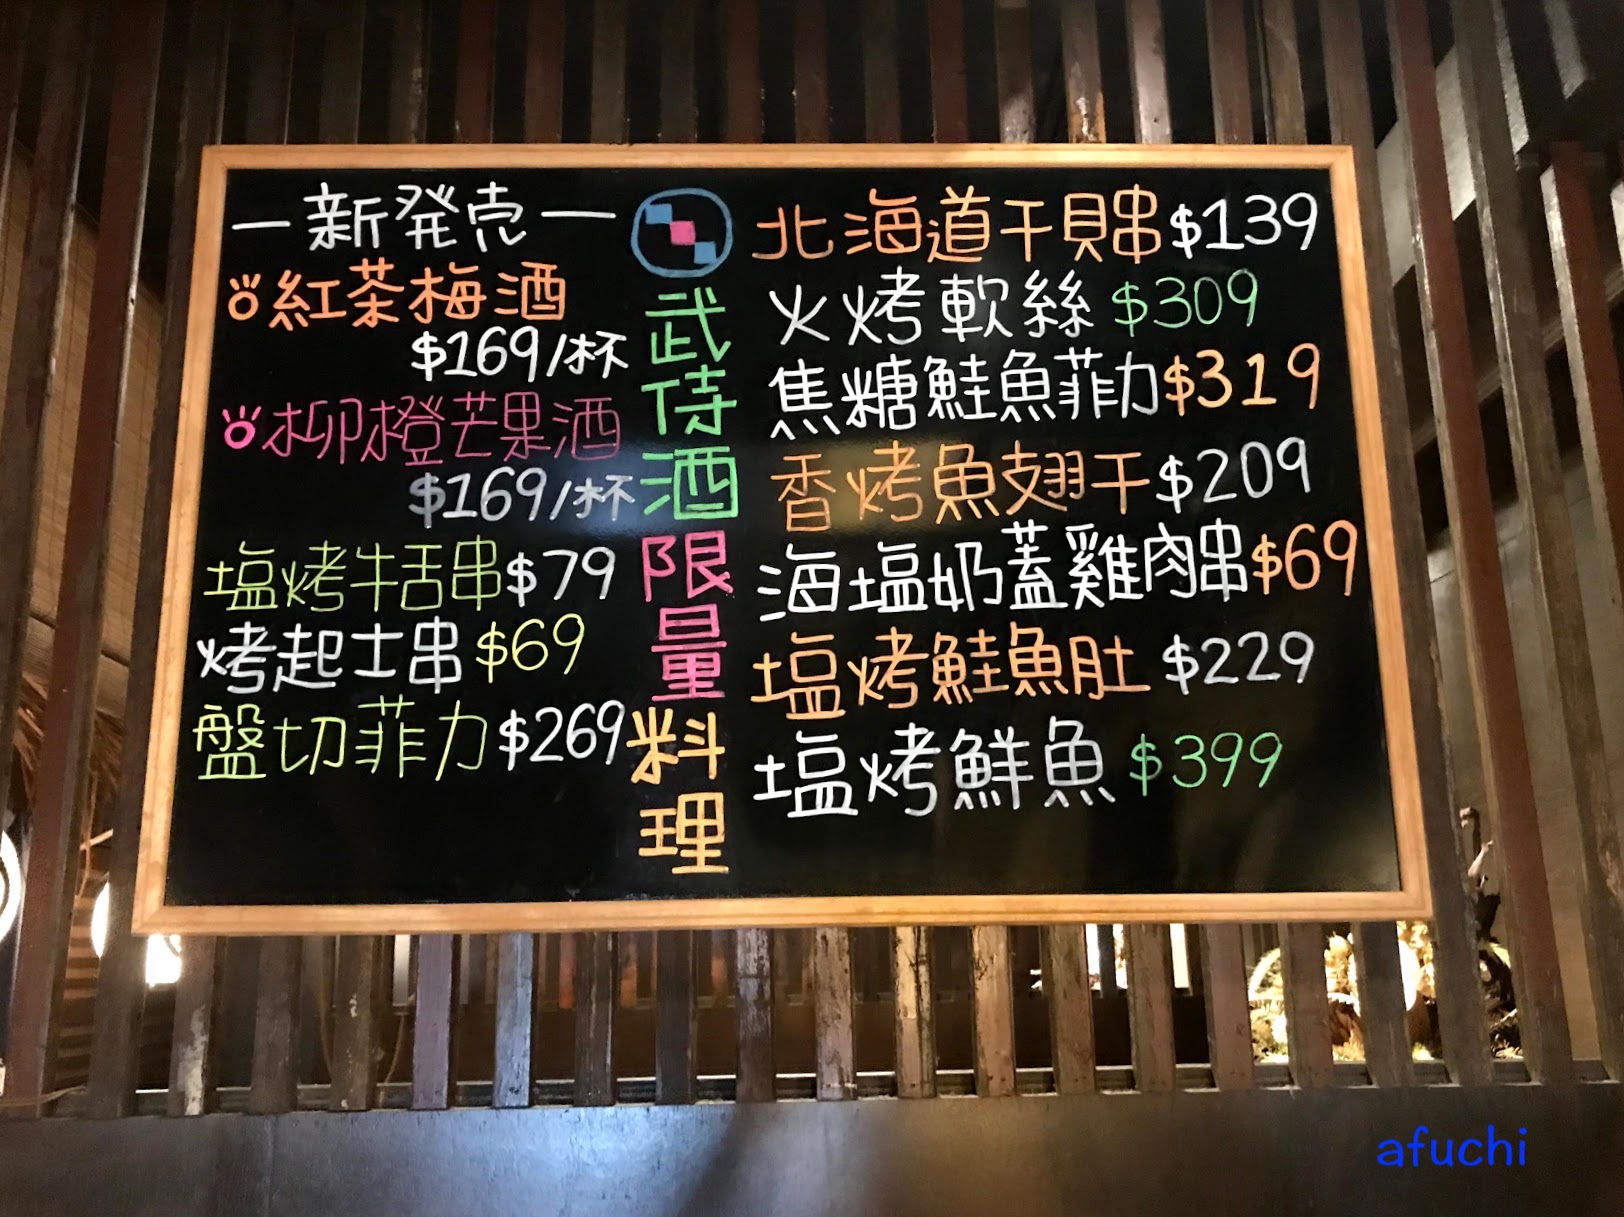 一新発売一
紅茶梅酒
$169/杯
柳橙芒果酒
$169/杯
塩烤牛舌串$79
烤起士串$69
盤切菲力$269
武侍酒限量料理
北海道干貝串$139
火烤軟絲$309
焦糖鮭魚菲力$319
香烤魚翅干$209
海塩奶蓋雞肉串$69
塩烤鮭魚肚$229
塩烤鮮魚$399
afuchi